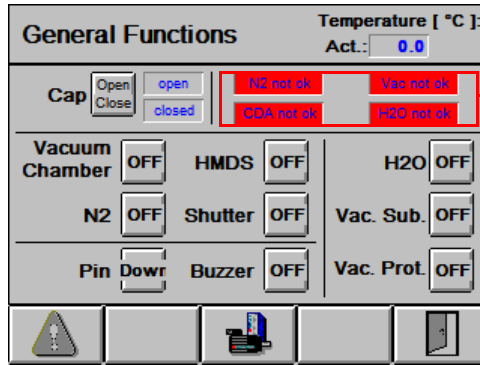 General Functions
Temperature [ °C ]:
Act.: 0.0
Cap
Open
Close
open
closed
N2 not ok
Vac not ok
CDA not ok
H2O not ok
Vacuum
Chamber
OFF
HMDS
OFF
H2O
OFF
N2
OFF
Shutter
OFF
Vac. Sub.
OFF
Pin
Down
Buzzer
OFF
Vac. Prot.
OFF